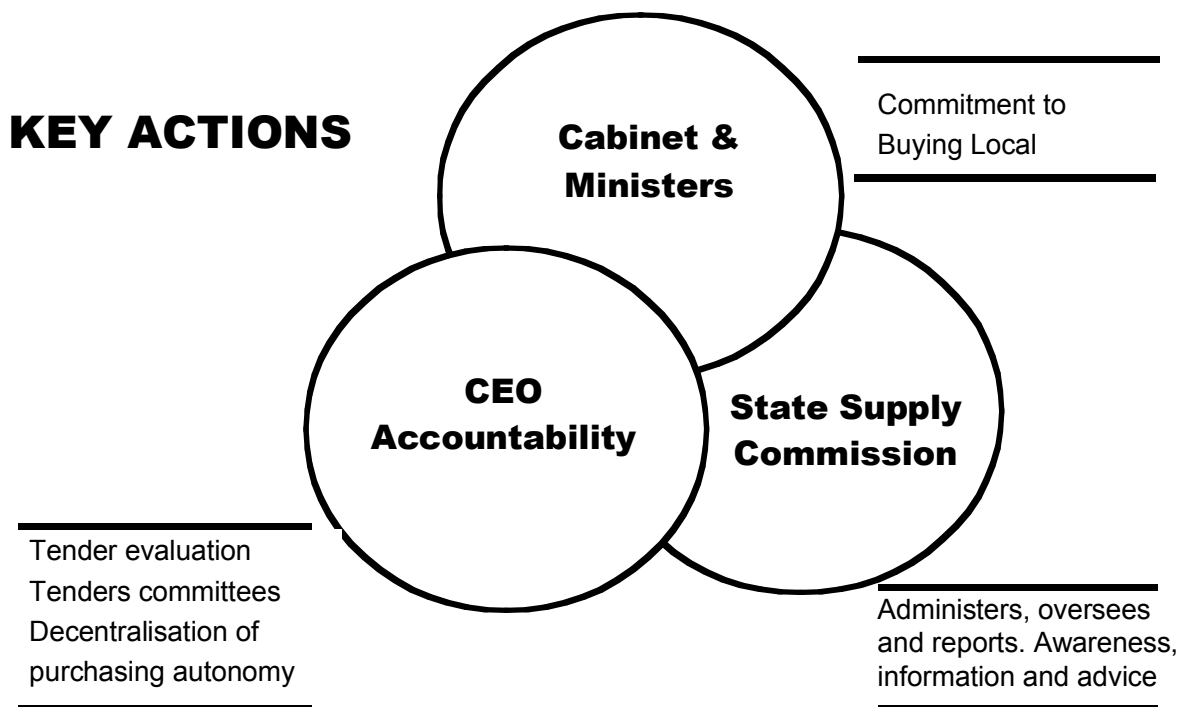 KEY ACTIONS
Cabinet &
Ministers
Commitment to
Buying Local
CEO
Accountability
State Supply
Commission
Tender evaluation
Tenders committees
Decentralisation of
purchasing autonomy
Administers, oversees
and reports. Awareness,
information and advice